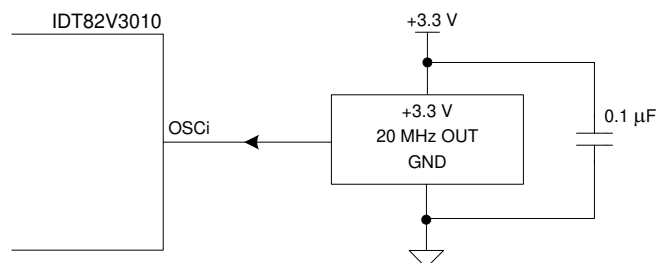 IDT82V3010
+3.3 V
+3.3 V
OSCi
20 MHz OUT
0.1 µF
GND